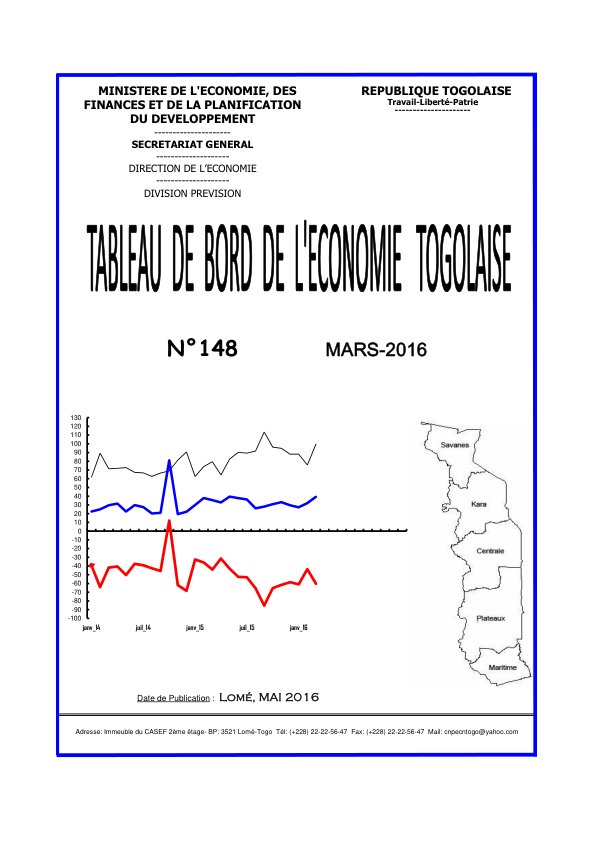 MINISTERE DE L'ECONOMIE, DES
FINANCES ET DE LA PLANIFICATION
DU DEVELOPPEMENT
---------------------
SECRETARIAT GENERAL
--------------------
DIRECTION DE L'ECONOMIE
--------------------
DIVISION PREVISION
REPUBLIQUE TOGOLAISE
Travail-Liberté-Patrie
---------------------
TABLEAU DE BORD DE L'ECONOMIE TOGOLAISE
N°148 MARS-2016
130
120
110
100
90
80
70
60
50
40
30
20
10
0
-10
-20
-30
-40
-50
-60
-70
-80
-90
-100
janv_14 juil_14 janv_15 juil_15 janv_16
Savanes
Kara
Centrale
Plateaux
Maritime
Date de Publication : LOMÉ, MAI 2016
Adresse: Immeuble du CASEF 2ème étage- BP: 3521 Lomé-Togo Tél: (+228) 22-22-56-47 Fax: (+228) 22-22-56-47 Mail: cnpecntogo@yahoo.com